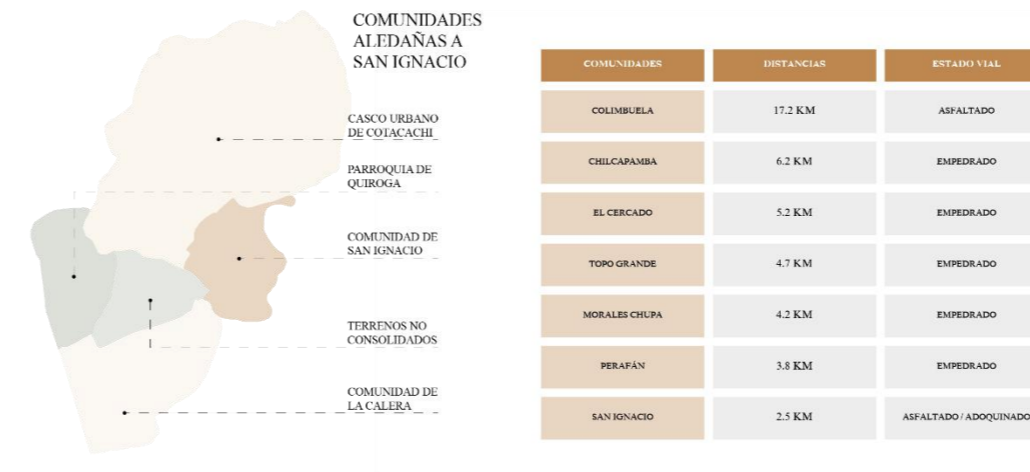 COMUNIDADES
ALEDAÑAS A
SAN IGNACIO
CASCO URBANO
DE COTACACHI
PARROQUIA DE
QUIROGA
COMUNIDAD DE
SAN IGNACIO
TERRENOS NO
CONSOLIDADOS
COMUNIDAD DE
LA CALERA
COMUNIDADES DISTANCIAS ESTADO VIAL
COLIMBUELA 17.2 KM ASFALTADO
CHILCAPAMBA 6.2 KM EMPEDRADO
EL CERCADO 5.2 KM EMPEDRADO
TOPO GRANDE 4.7 KM EMPEDRADO
MORALES CHUPA 4.2 KM EMPEDRADO
PERAFÁN 3.8 KM EMPEDRADO
SAN IGNACIO 2.5 KM ASFALTADO / ADOQUINADO